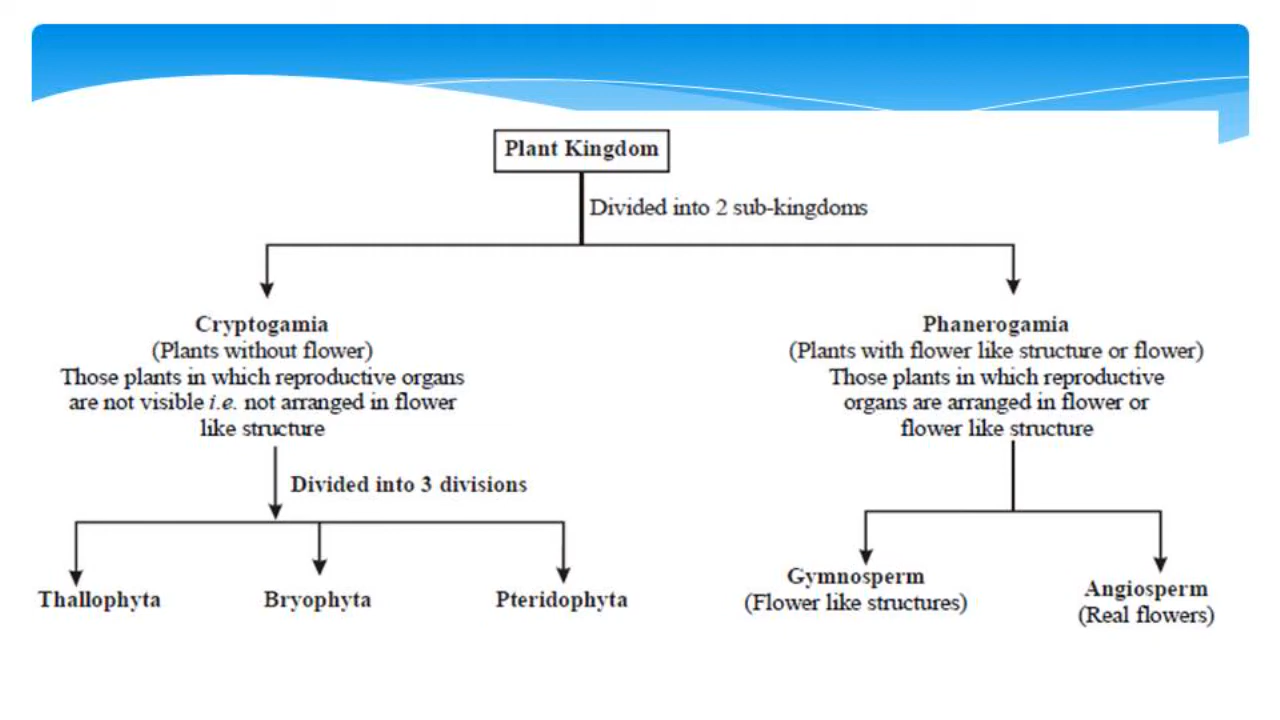 Plant Kingdom
Divided into 2 sub-kingdoms
Cryptogamia
(Plants without flower)
Those plants in which reproductive organs
are not visible i.e. not arranged in flower
like structure
Phanerogamia
(Plants with flower like structure or flower)
Those plants in which reproductive
organs are arranged in flower or
flower like structure
Divided into 3 divisions
Thallophyta
Bryophyta
Pteridophyta
Gymnosperm
(Flower like structures)
Angiosperm
(Real flowers)